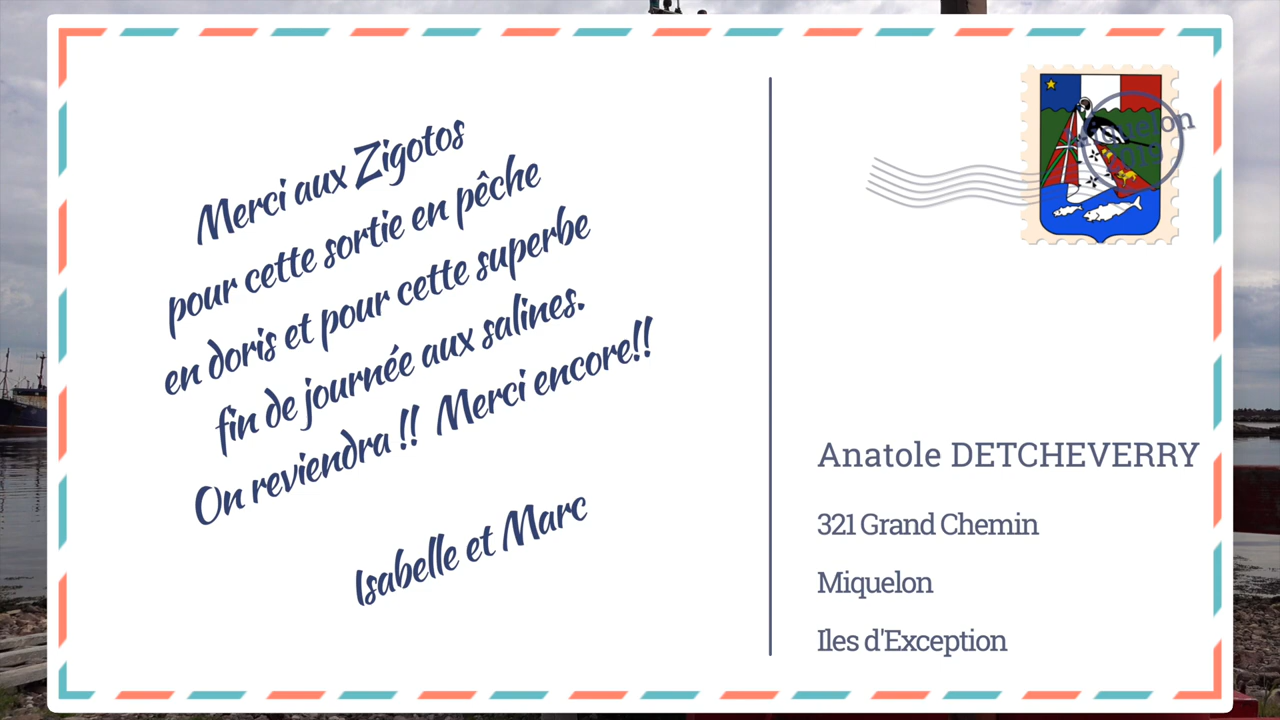 Merci aux Zigotos
pour cette sortie en pêche
en doris et pour cette superbe
fin de journée aux salines.
On reviendra !! Merci encore!!
Isabelle et Marc
Miquelon
Anatole DETCHEVERRY
321 Grand Chemin
Miquelon
Iles d'Exception